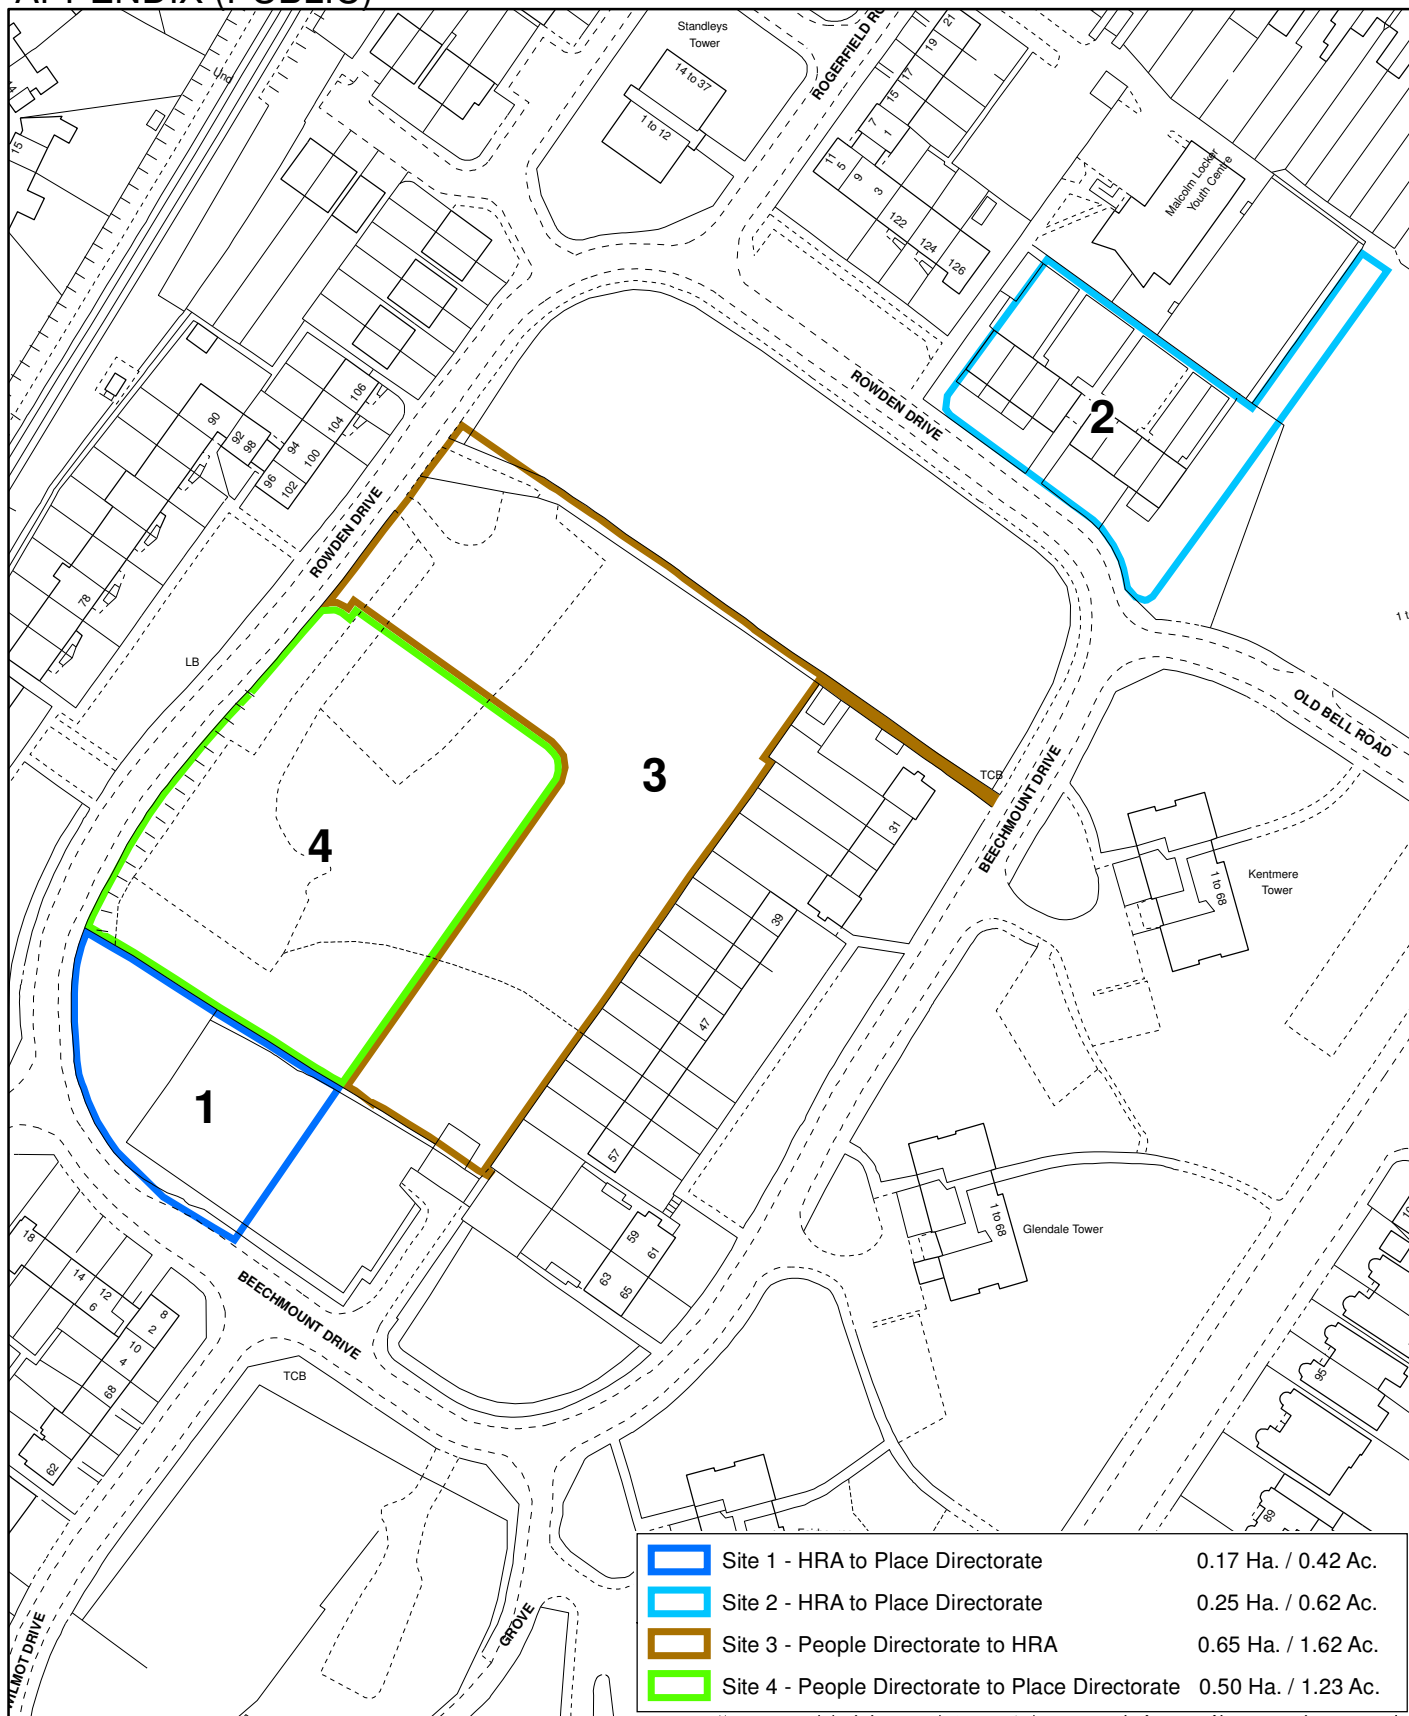 APPENDIX (PUBLIC)
Standleys
Tower
14 to 37
1 to 12
ROGERFIELD RO
21
19
17
15
7
1
11
5
9
3
122
124
126
Malcolm Locker
Youth Centre
Und
15
ROWDEN DRIVE
2
90
92
98
94
96
100
102
104
106
ROWDEN DRIVE
78
LB
3
4
TCB
31
BEECHMOUNT DRIVE
OLD BELL ROAD
Kentmere
Tower
1 to 68
39
47
57
1
59
61
63
65
1 to 68
Glendale Tower
18
14
12
6
8
2
10
4
68
62
BEECHMOUNT DRIVE
TCB
95
89
GROVE
WILMOT DRIVE
Site 1 - HRA to Place Directorate 0.17 Ha. / 0.42 Ac.
Site 2 - HRA to Place Directorate 0.25 Ha. / 0.62 Ac.
Site 3 - People Directorate to HRA 0.65 Ha. / 1.62 Ac.
Site 4 - People Directorate to Place Directorate 0.50 Ha. / 1.23 Ac.